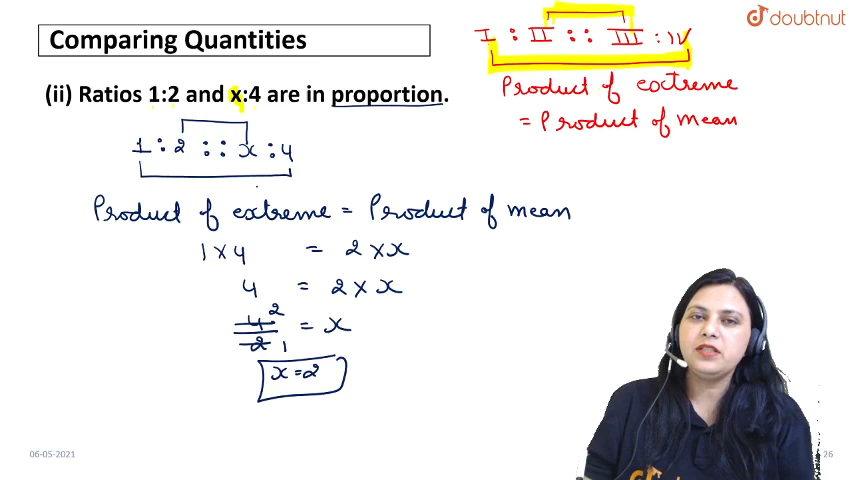 doubtnut
Comparing Quantities
I : II : : III : IV
Product of extreme
= Product of mean
(ii) Ratios 1:2 and x:4 are in proportion.
1 : 2 : : x : 4
Product of extreme = Product of mean
1 × 4 = 2 × x
4 = 2 × x
4 2
2 1 = x
x = 2
06-05-2021
26